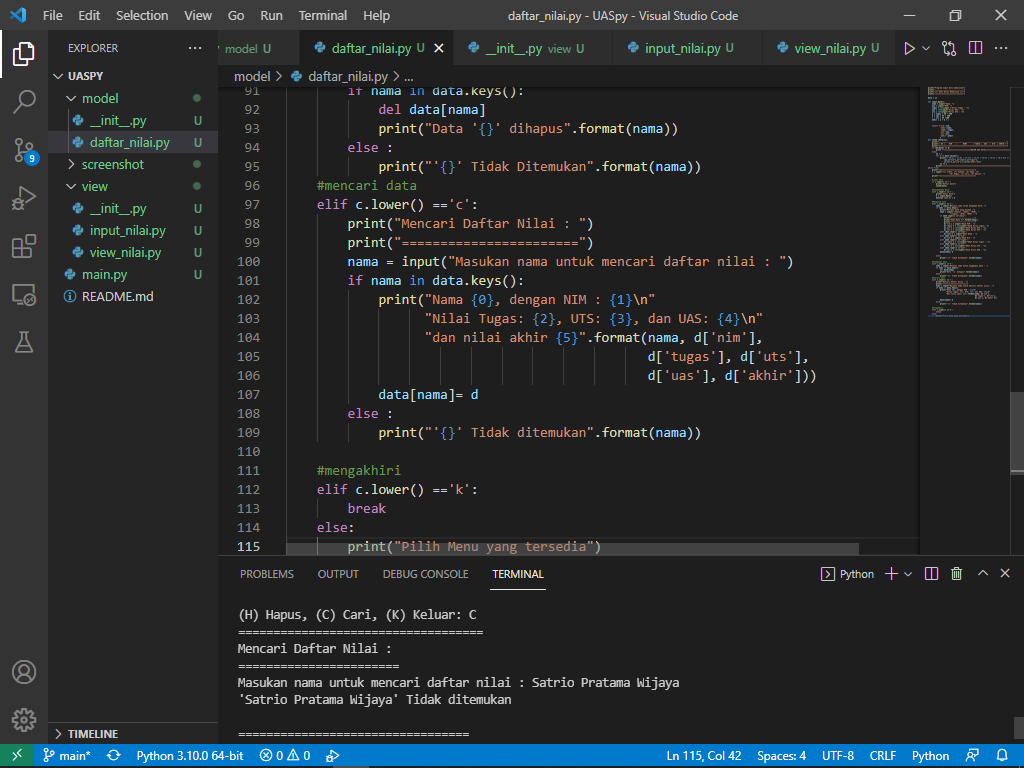 File Edit Selection View Go Run Terminal Help daftar_nilai.py - UASpy - Visual Studio Code
EXPLORER ...
model U daftar_nilai.py U __init__.py view U input_nilai.py U view_nilai.py U ...
UASPY
model > daftar_nilai.py > ...
model
__init__.py U
daftar_nilai.py U
screenshot
view
__init__.py U
input_nilai.py U
view_nilai.py U
main.py U
README.md
9
91 if nama in data.keys():
92 del data[nama]
93 print("Data '{}' dihapus".format(nama))
94 else :
95 print("'{}' Tidak Ditemukan".format(nama))
96 #mencari data
97 elif c.lower() =='c':
98 print("Mencari Daftar Nilai : ")
99 print("=======================")
100 nama = input("Masukan nama untuk mencari daftar nilai : ")
101 if nama in data.keys():
102 print("Nama {0}, dengan NIM : {1}\n"
103 "Nilai Tugas: {2}, UTS: {3}, dan UAS: {4}\n"
104 "dan nilai akhir {5}".format(nama, d['nim'],
105 d['tugas'], d['uts'],
106 d['uas'], d['akhir']))
107 data[nama]= d
108 else :
109 print("'{}' Tidak ditemukan".format(nama))
110
111 #mengakhiri
112 elif c.lower() =='k':
113 break
114 else:
115 print("Pilih Menu yang tersedia")
PROBLEMS OUTPUT DEBUG CONSOLE TERMINAL Python
(H) Hapus, (C) Cari, (K) Keluar: C
===================================
Mencari Daftar Nilai :
=======================
Masukan nama untuk mencari daftar nilai : Satrio Pratama Wijaya
'Satrio Pratama Wijaya' Tidak ditemukan
=================================
TIMELINE
main* Python 3.10.0 64-bit 0 0 Ln 115, Col 42 Spaces: 4 UTF-8 CRLF Python